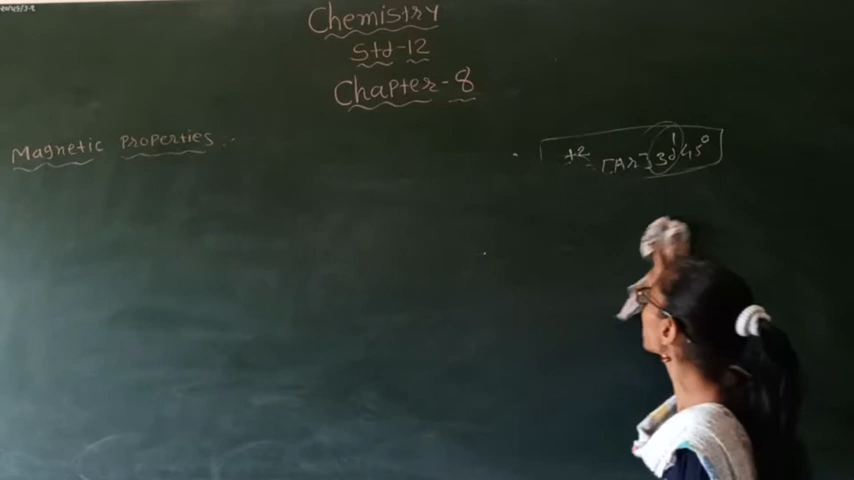 Chemistry
Std-12
Chapter-8
Magnetic Properties..
+2 [Ar] 3d¹ 4s⁰